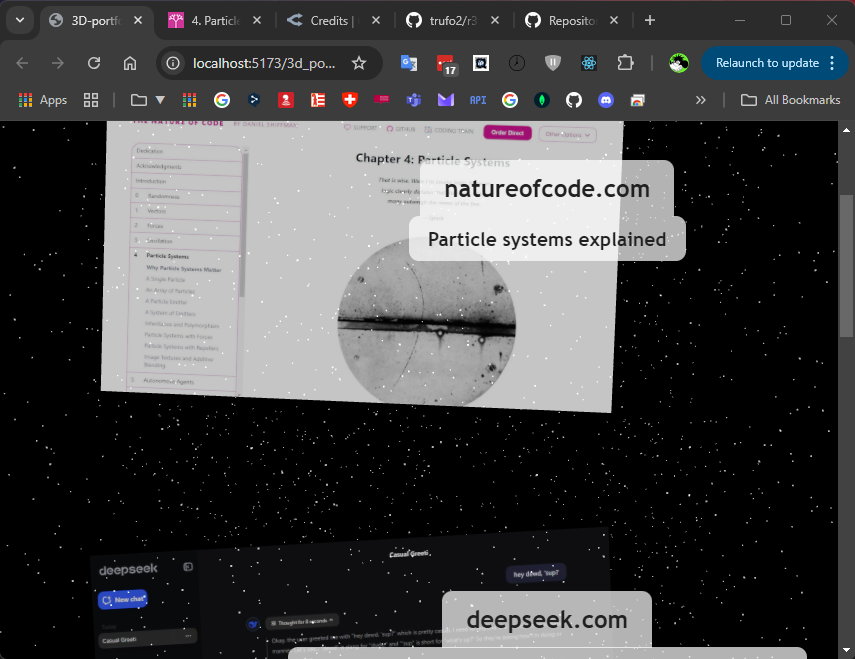 3D-portfo
4. Particle
Credits |
trufo2/r3
Reposito
localhost:5173/3d_po...
17
Relaunch to update
Apps
API
All Bookmarks
THE NATURE OF CODE BY DANIEL SHIFFMAN
SUPPORT
GITHUB
CODING TRAIN
Order Direct
Other options
Dedication
Acknowledgments
Introduction
0 Randomness
1 Vectors
2 Forces
3 Oscillation
4 Particle Systems
Why Particle Systems Matter
A Single Particle
An Array of Particles
A Particle Emitter
A System of Emitters
Inheritance and Polymorphism
Particle Systems with Forces
Particle Systems with Repellers
Image Textures and Additive
Blending
5 Autonomous Agents
Chapter 4: Particle Systems
natureofcode.com
Particle systems explained
deepseek
New chat
Today
Casual Greeti
Casual Greeti
hey deed, 'sup?
Thought for 8 seconds
deepseek.com